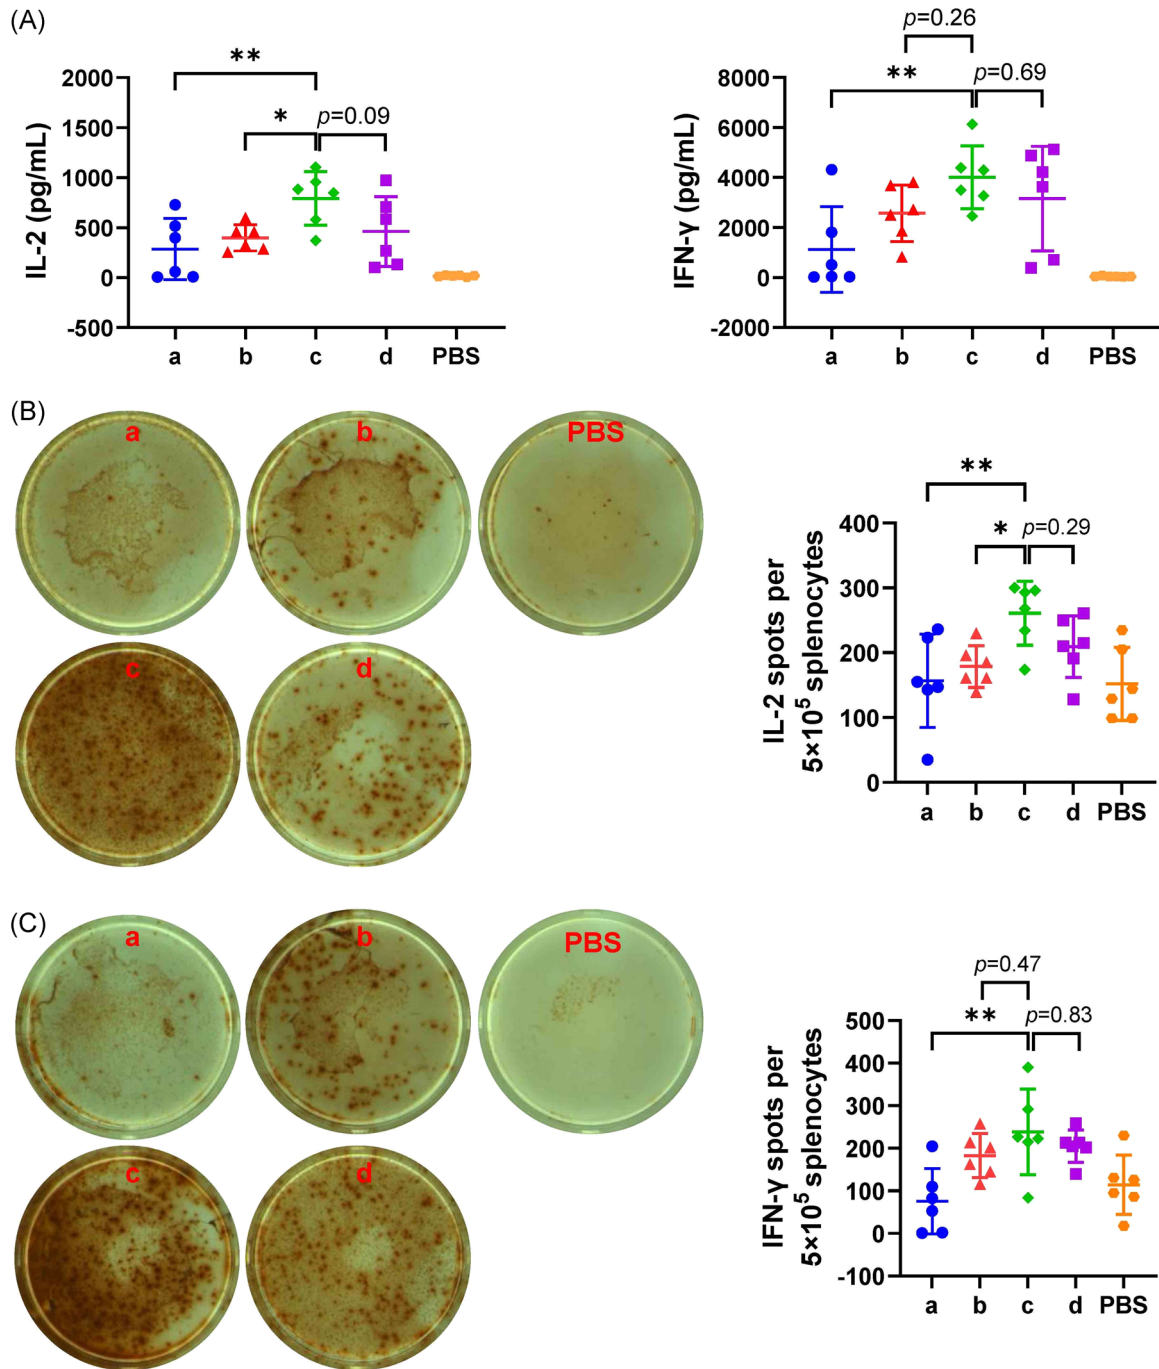 (A)
p=0.26
** p=0.69
** * p=0.09
IL-2 (pg/mL)
2000
1500
1000
500
0
-500
a b c d PBS
IFN-γ (pg/mL)
8000
6000
4000
2000
0
-2000
a b c d PBS
(B)
a b PBS
c d
** * p=0.29
IL-2 spots per
5×10⁵ splenocytes
400
300
200
100
0
a b c d PBS
(C)
a b PBS
c d
p=0.47
** p=0.83
IFN-γ spots per
5×10⁵ splenocytes
500
400
300
200
100
0
-100
a b c d PBS